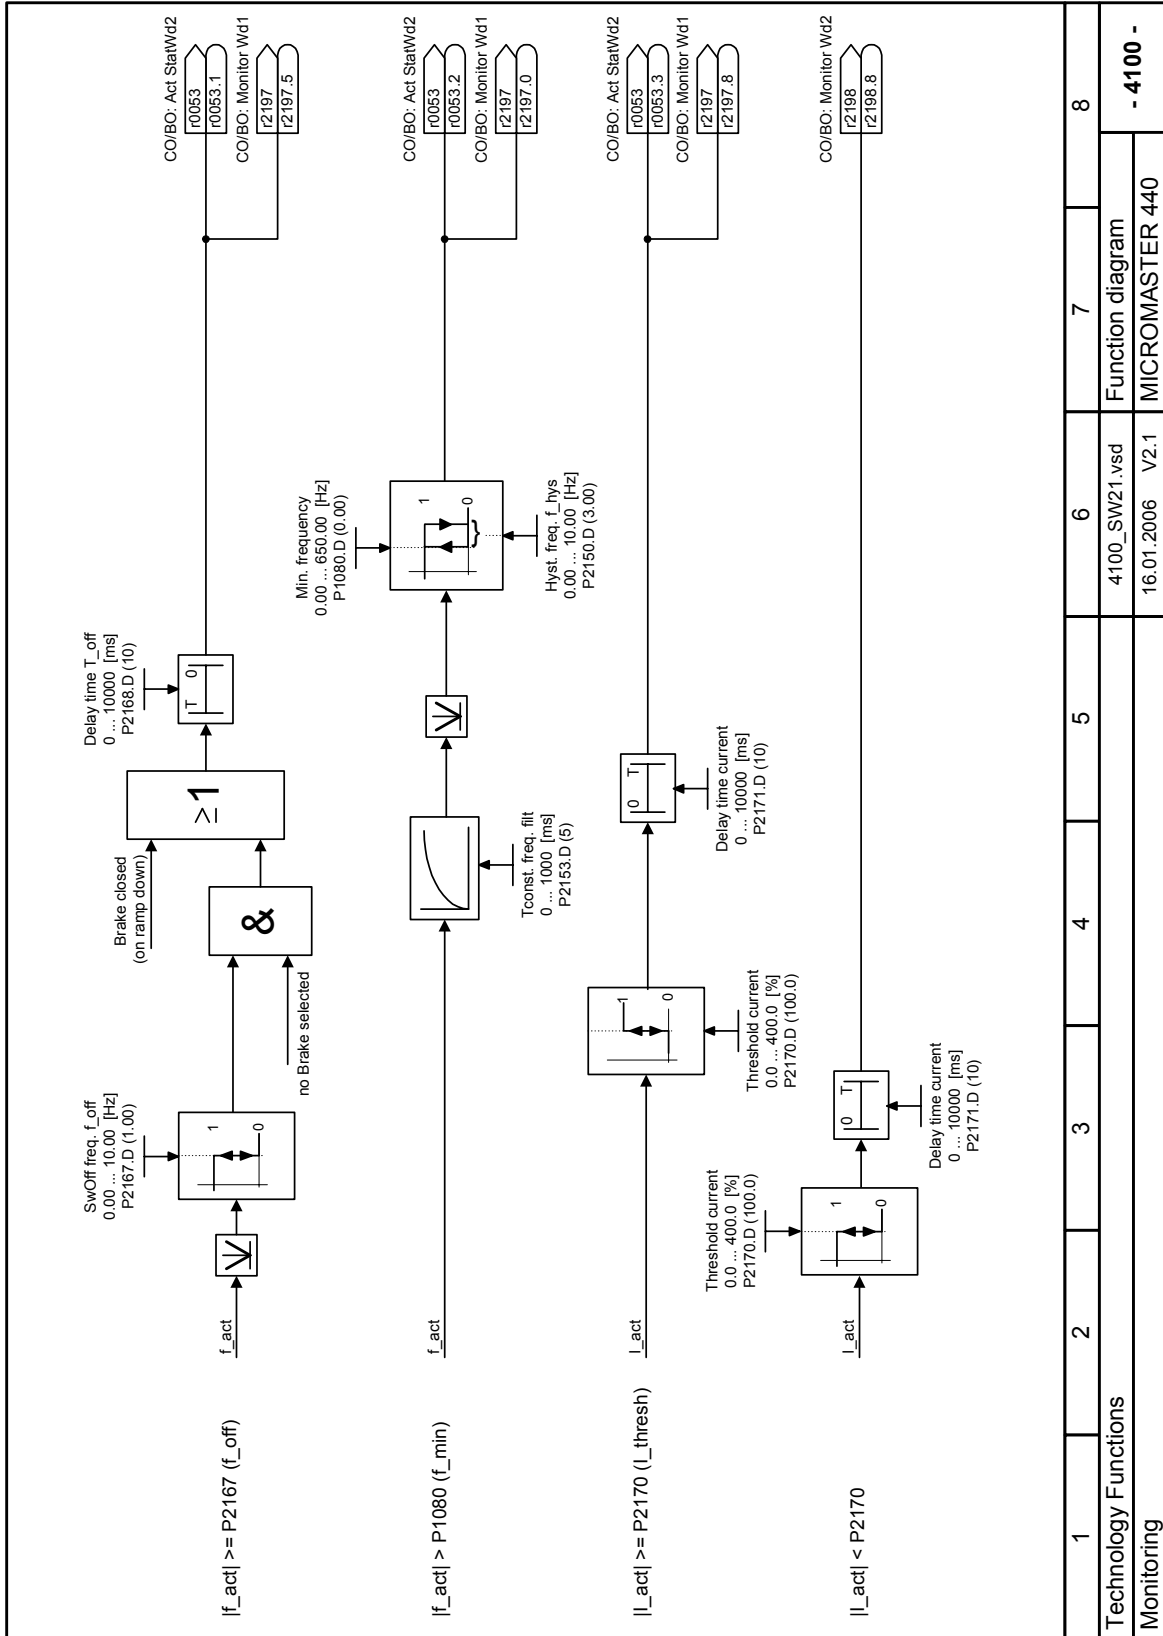 |f_act| >= P2167 (f_off)
f_act
SwOff freq. f_off
0.00 ... 10.00 [Hz]
P2167.D (1.00)
1
0
no Brake selected
&
Brake closed
(on ramp down)
≥1
Delay time T_off
0 ... 10000 [ms]
P2168.D (10)
T 0
CO/BO: Act StatWd2
r0053
r0053.1
CO/BO: Monitor Wd1
r2197
r2197.5
|f_act| > P1080 (f_min)
f_act
Tconst. freq. filt
0 ... 1000 [ms]
P2153.D (5)
Min. frequency
0.00 ... 650.00 [Hz]
P1080.D (0.00)
1
0
}
Hyst. freq. f_hys
0.00 ... 10.00 [Hz]
P2150.D (3.00)
CO/BO: Act StatWd2
r0053
r0053.2
CO/BO: Monitor Wd1
r2197
r2197.0
|I_act| >= P2170 (I_thresh)
I_act
1
0
Threshold current
0.0 ... 400.0 [%]
P2170.D (100.0)
0 T
Delay time current
0 ... 10000 [ms]
P2171.D (10)
CO/BO: Act StatWd2
r0053
r0053.3
CO/BO: Monitor Wd1
r2197
r2197.8
|I_act| < P2170
I_act
Threshold current
0.0 ... 400.0 [%]
P2170.D (100.0)
1
0
0 T
Delay time current
0 ... 10000 [ms]
P2171.D (10)
CO/BO: Monitor Wd2
r2198
r2198.8
1 2 3 4 5 6 7 8
Technology Functions 4100_SW21.vsd Function diagram - 4100 -
Monitoring 16.01.2006 V2.1 MICROMASTER 440